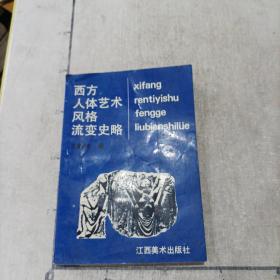 西方
人体艺术
风格
流变史略
xifang
rentiyishu
fengge
liubianshilüe
江西美术出版社